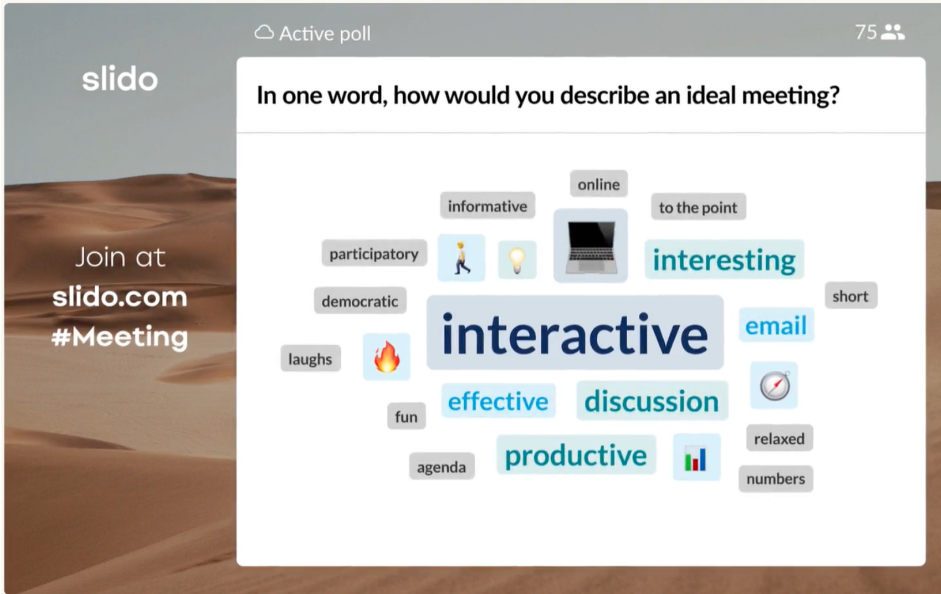 slido
Join at
slido.com
#Meeting
Active poll
75
In one word, how would you describe an ideal meeting?
online
informative
to the point
participatory
interesting
democratic
short
interactive
email
laughs
effective
discussion
fun
relaxed
productive
agenda
numbers